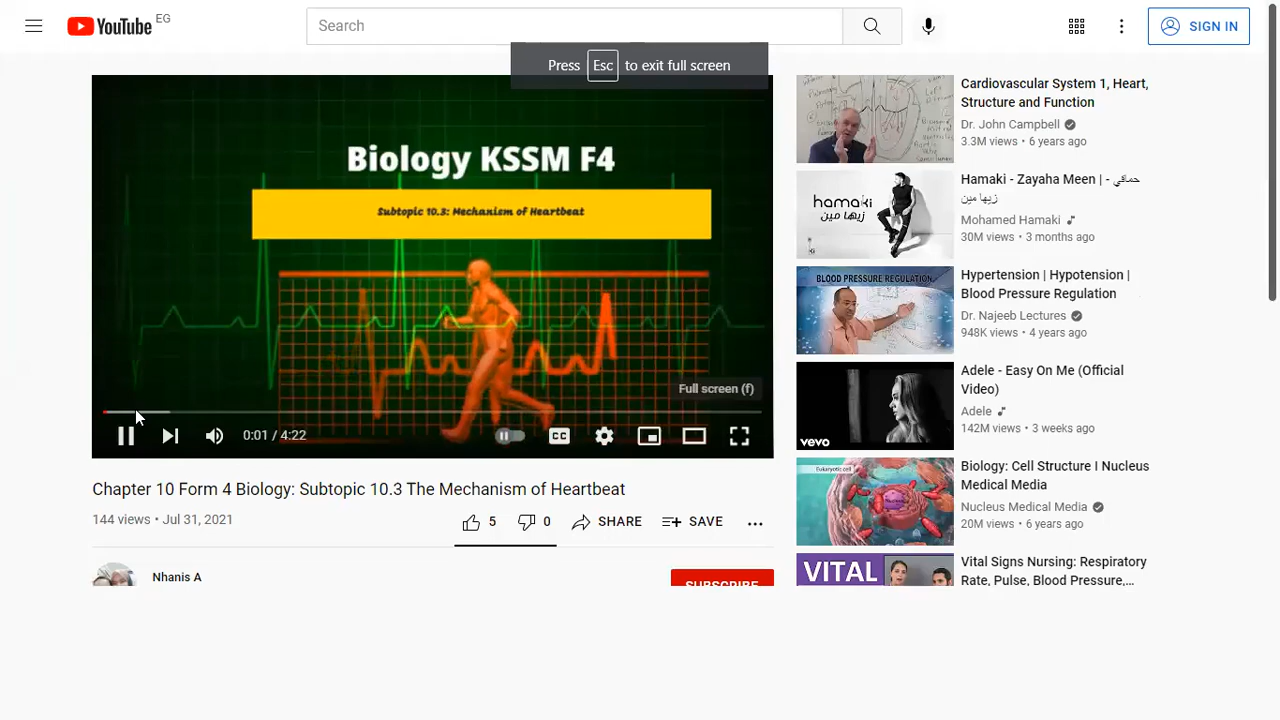 YouTube EG
Search
SIGN IN
Press Esc to exit full screen
Biology KSSM F4
Subtopic 10.3: Mechanism of Heartbeat
Full screen (f)
0:01 / 4:22
CC
Chapter 10 Form 4 Biology: Subtopic 10.3 The Mechanism of Heartbeat
144 views • Jul 31, 2021
5
0
SHARE
SAVE
Nhanis A
SUBSCRIBE
Cardiovascular System 1, Heart,
Structure and Function
Dr. John Campbell
3.3M views • 6 years ago
hamaki
زيها مين
Hamaki - Zayaha Meen | - حماقي
زيها مين
Mohamed Hamaki
30M views • 3 months ago
BLOOD PRESSURE REGULATION
Hypertension | Hypotension |
Blood Pressure Regulation
Dr. Najeeb Lectures
948K views • 4 years ago
vevo
Adele - Easy On Me (Official
Video)
Adele
142M views • 3 weeks ago
Eukaryotic cell
Biology: Cell Structure I Nucleus
Medical Media
Nucleus Medical Media
20M views • 6 years ago
VITAL
Vital Signs Nursing: Respiratory
Rate, Pulse, Blood Pressure,...